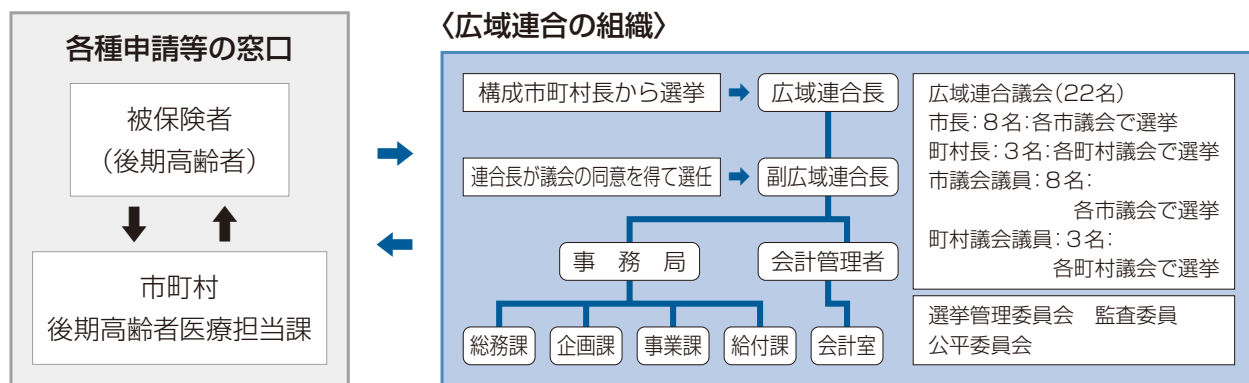 各種申請等の窓口
被保険者
（後期高齢者）
市町村
後期高齢者医療担当課
〈広域連合の組織〉
構成市町村長から選挙
広域連合長
連合長が議会の同意を得て選任
副広域連合長
事務局
会計管理者
総務課
企画課
事業課
給付課
会計室
広域連合議会（22名）
市長：8名：各市議会で選挙
町村長：3名：各町村議会で選挙
市議会議員：8名：
各市議会で選挙
町村議会議員：3名：
各町村議会で選挙
選挙管理委員会　監査委員
公平委員会